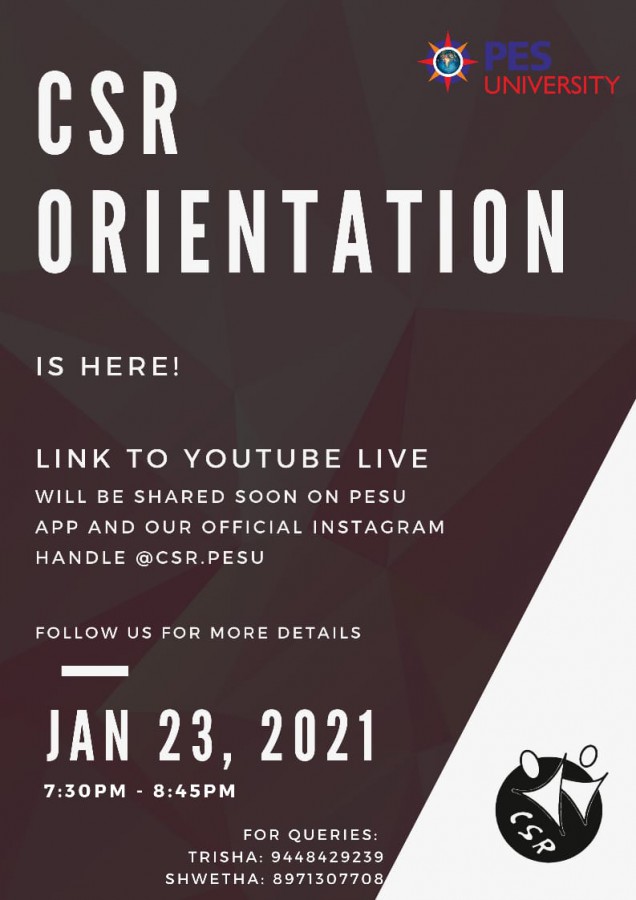 PES
UNIVERSITY
CSR
ORIENTATION
IS HERE!
LINK TO YOUTUBE LIVE
WILL BE SHARED SOON ON PESU
APP AND OUR OFFICIAL INSTAGRAM
HANDLE @CSR.PESU
FOLLOW US FOR MORE DETAILS
JAN 23, 2021
7:30PM - 8:45PM
FOR QUERIES:
TRISHA: 9448429239
SHWETHA: 8971307708
CSR